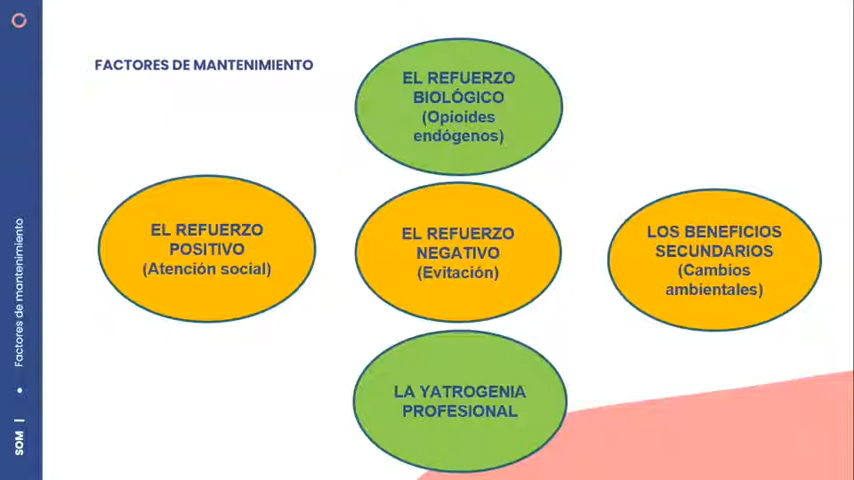 FACTORES DE MANTENIMIENTO
EL REFUERZO
BIOLÓGICO
(Opioides
endógenos)
EL REFUERZO
POSITIVO
(Atención social)
EL REFUERZO
NEGATIVO
(Evitación)
LOS BENEFICIOS
SECUNDARIOS
(Cambios
ambientales)
LA YATROGENIA
PROFESIONAL
SOM | • Factores de mantenimiento